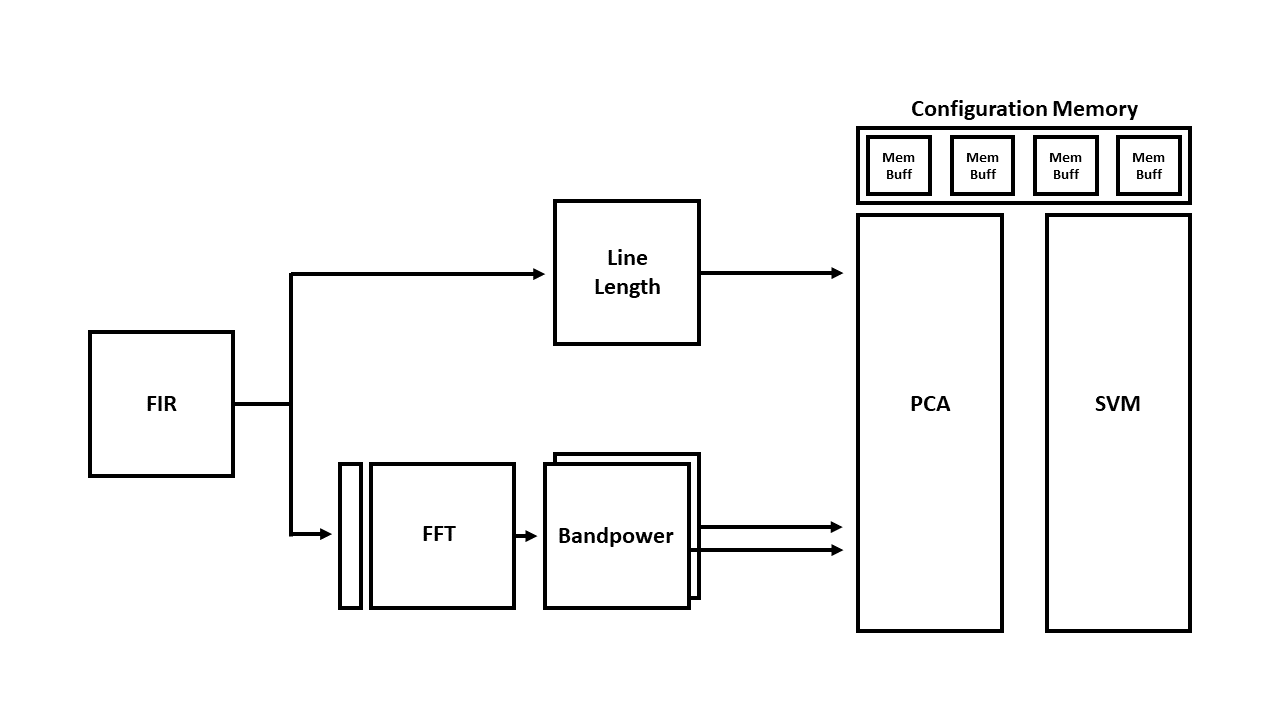 Configuration Memory
Mem
Buff
Mem
Buff
Mem
Buff
Mem
Buff
Line
Length
FIR
PCA
SVM
FFT
Bandpower